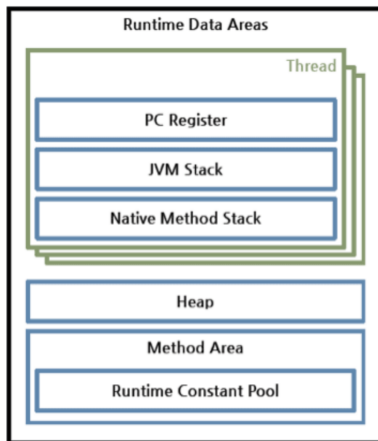 Runtime Data Areas
Thread
PC Register
JVM Stack
Native Method Stack
Heap
Method Area
Runtime Constant Pool